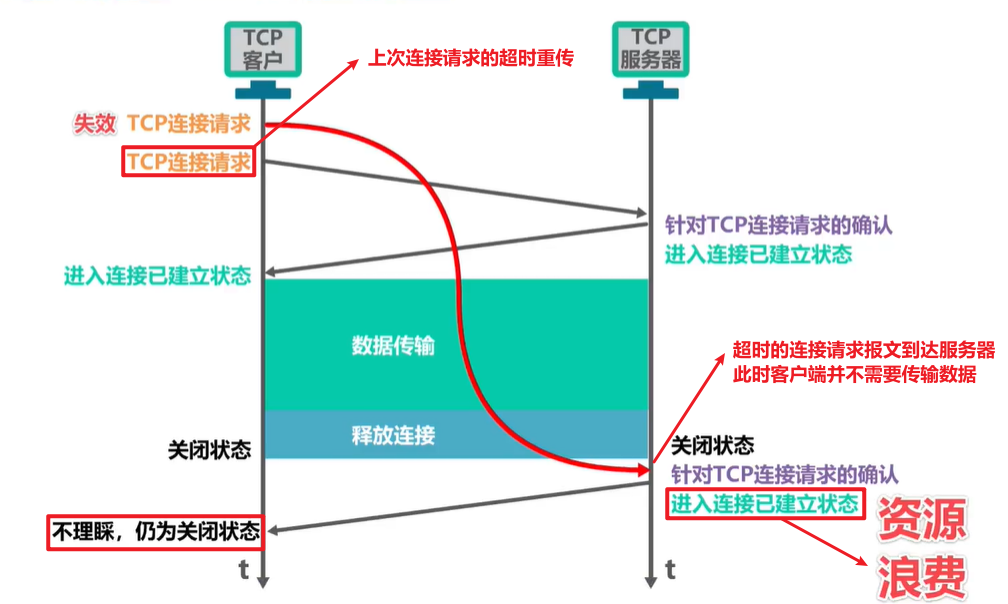 TCP
客户
TCP
服务器
上次连接请求的超时重传
失效 TCP连接请求
TCP连接请求
针对TCP连接请求的确认
进入连接已建立状态
进入连接已建立状态
数据传输
超时的连接请求报文到达服务器
此时客户端并不需要传输数据
释放连接
关闭状态
关闭状态
针对TCP连接请求的确认
进入连接已建立状态
资源
浪费
不理睬，仍为关闭状态
t
t